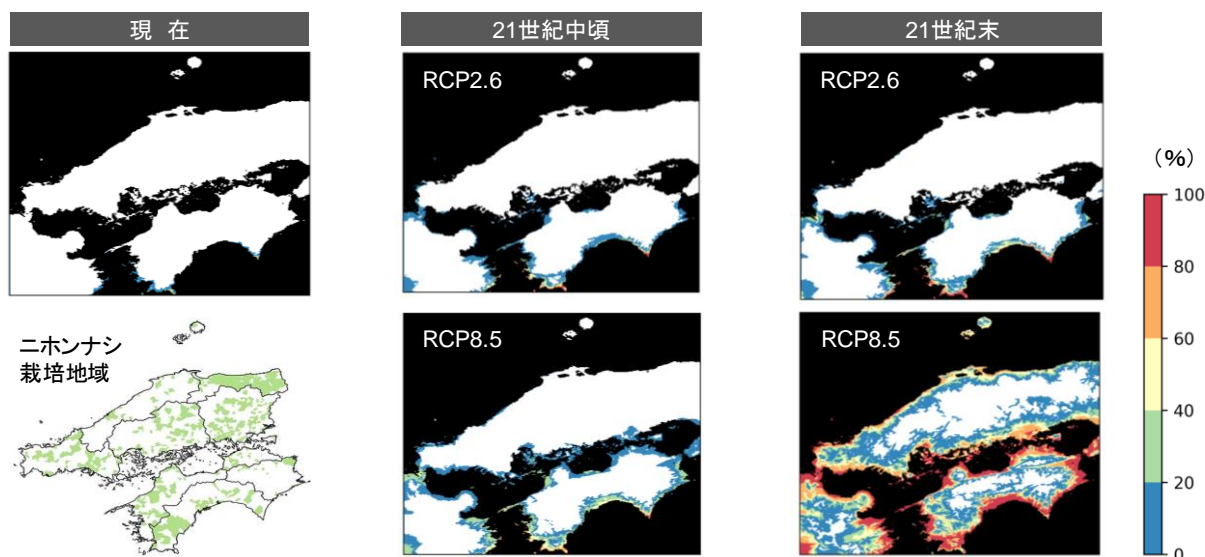 現 在
21世紀中頃
21世紀末
RCP2.6
RCP2.6
(%)
100
80
60
40
20
0
ニホンナシ
栽培地域
RCP8.5
RCP8.5